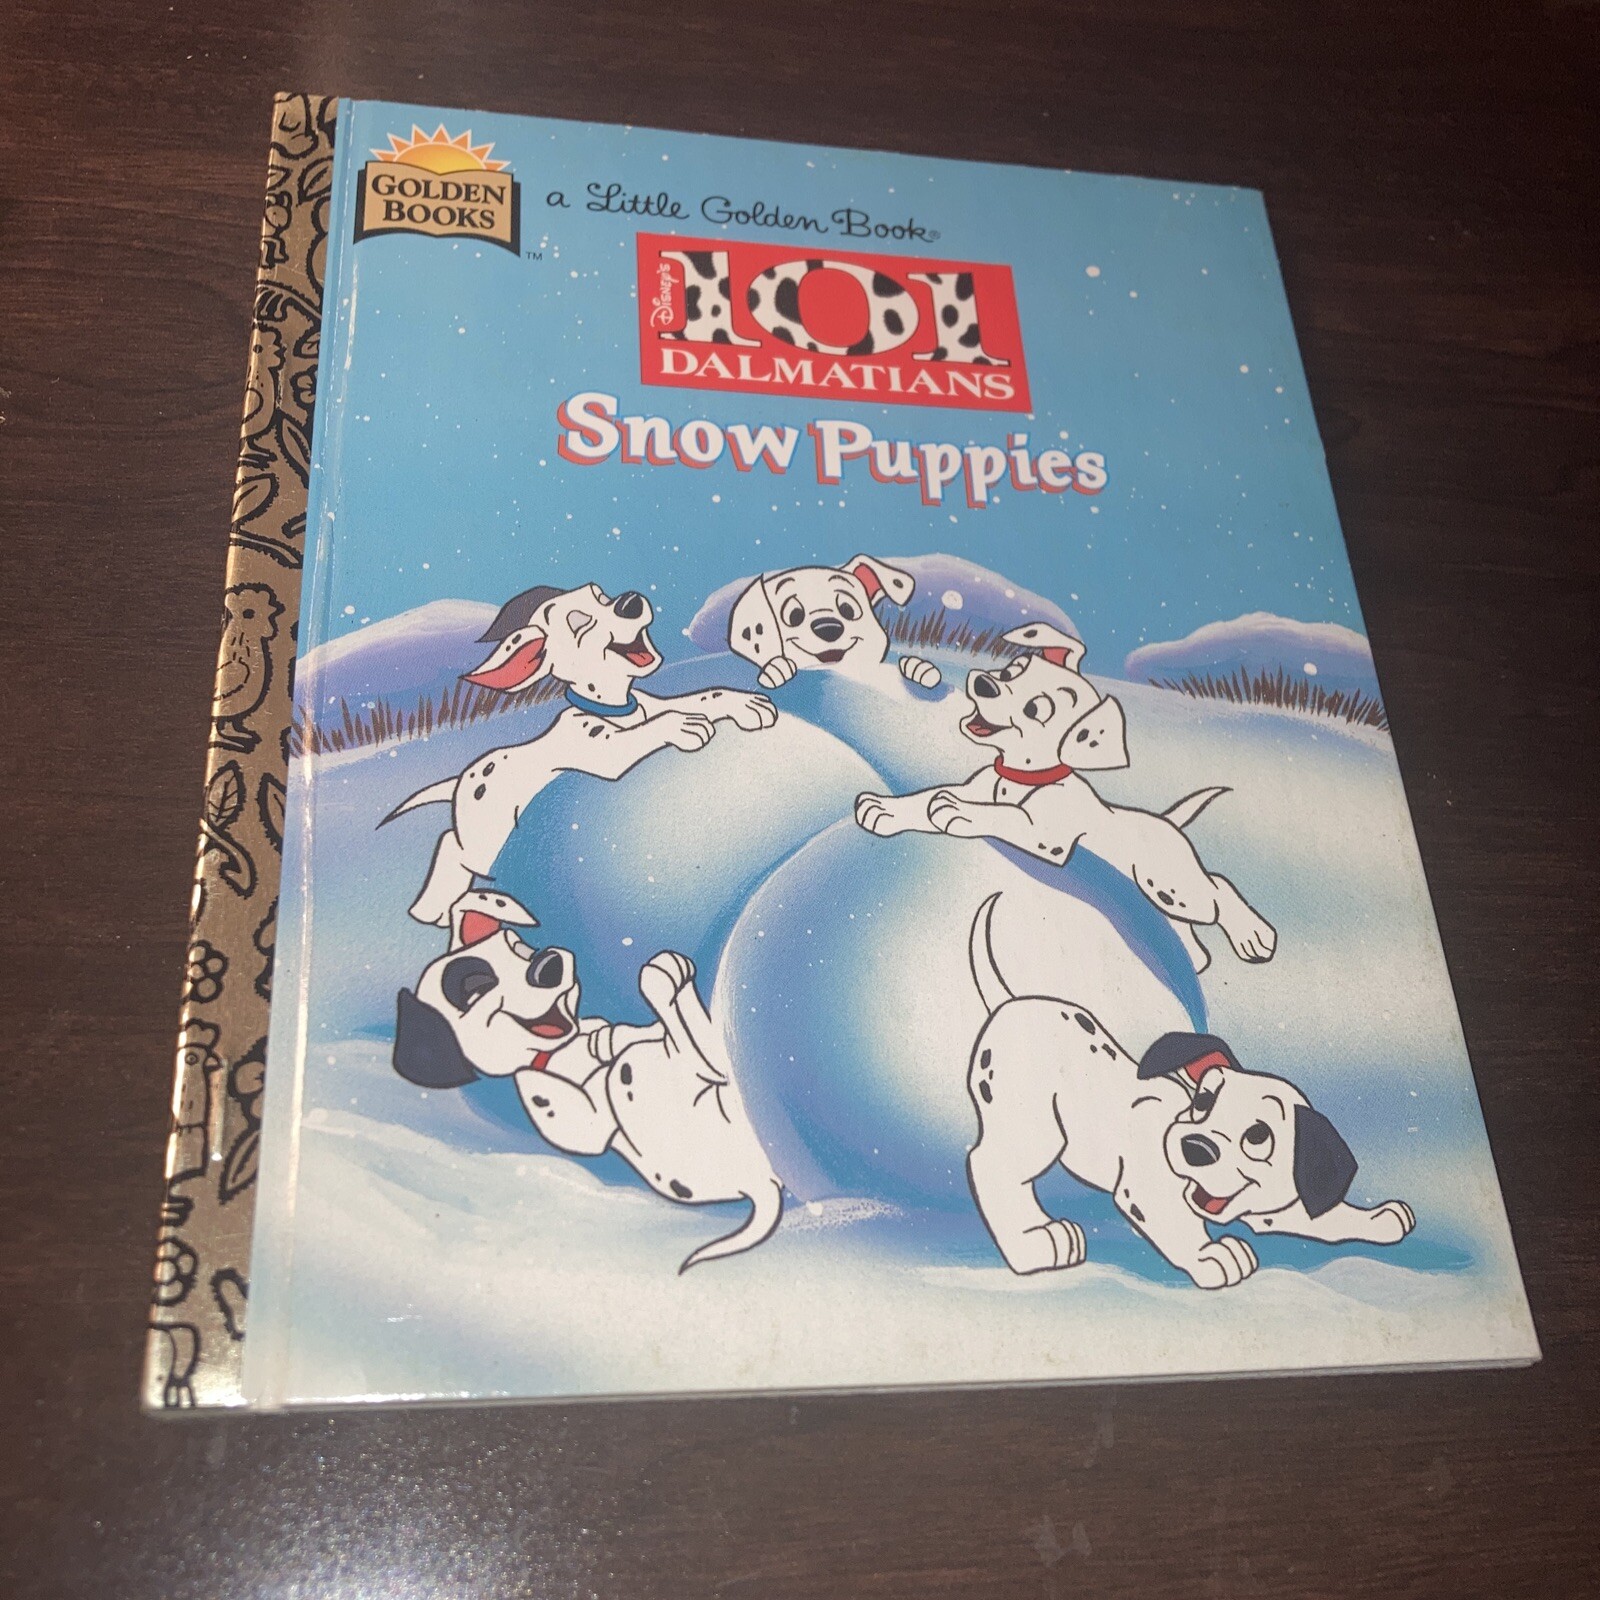 GOLDEN
BOOKS
™
a Little Golden Book®
Disney's
101
DALMATIANS
Snow Puppies